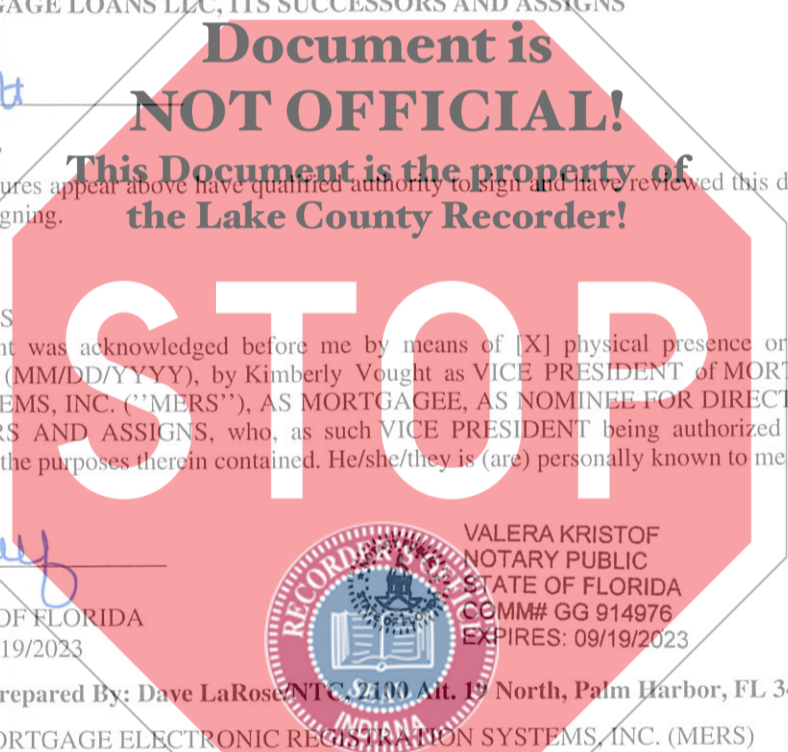 GAGE LOANS LLC, ITS SUCCESSORS AND ASSIGNS
Document is
NOT OFFICIAL!
This Document is the property of
ures appear above have qualified authority to sign and have reviewed this d
gning.
the Lake County Recorder!
S
STOP
nt was acknowledged before me by means of [X] physical presence or
(MM/DD/YYYY), by Kimberly Vought as VICE PRESIDENT of MORT
EMS, INC. (''MERS''), AS MORTGAGEE, AS NOMINEE FOR DIRECT
RS AND ASSIGNS, who, as such VICE PRESIDENT being authorized
the purposes therein contained. He/she/they is (are) personally known to me
VALERA KRISTOF
NOTARY PUBLIC
STATE OF FLORIDA
COMM# GG 914976
EXPIRES: 09/19/2023
RECORDER'S OFFICE
SEAL
INDIANA
OF FLORIDA
19/2023
repared By: Dave LaRose/NTC, 2100 Alt. 19 North, Palm Harbor, FL 34
ORTGAGE ELECTRONIC REGISTRATION SYSTEMS, INC. (MERS)